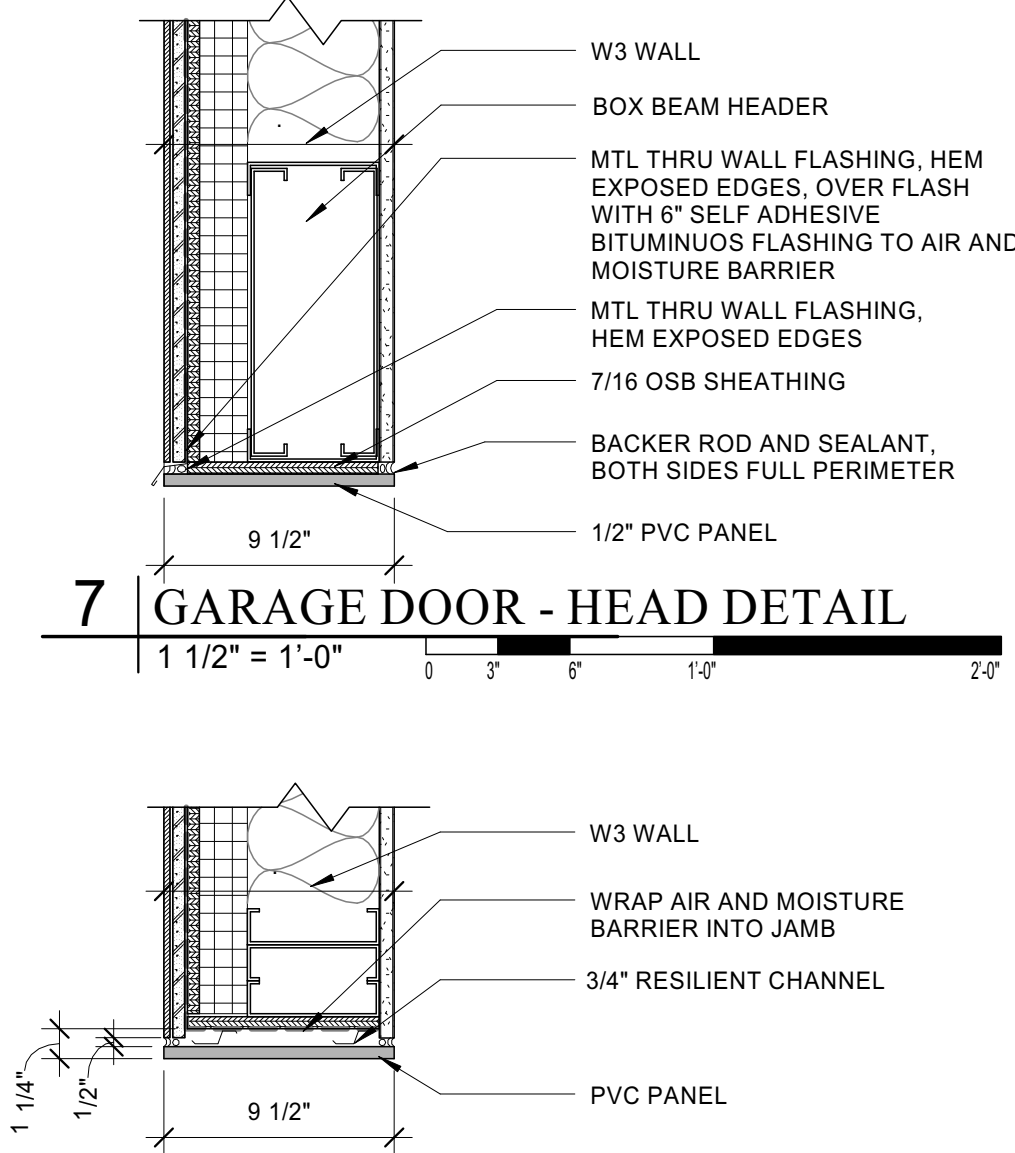 W3 WALL
BOX BEAM HEADER
MTL THRU WALL FLASHING, HEM
EXPOSED EDGES, OVER FLASH
WITH 6" SELF ADHESIVE
BITUMINUOS FLASHING TO AIR AND
MOISTURE BARRIER
MTL THRU WALL FLASHING,
HEM EXPOSED EDGES
7/16 OSB SHEATHING
BACKER ROD AND SEALANT,
BOTH SIDES FULL PERIMETER
1/2" PVC PANEL
9 1/2"
7 GARAGE DOOR - HEAD DETAIL
1 1/2" = 1'-0"
0 3" 6" 1'-0" 2'-0"
W3 WALL
WRAP AIR AND MOISTURE
BARRIER INTO JAMB
3/4" RESILIENT CHANNEL
PVC PANEL
1 1/4"
1/2"
9 1/2"